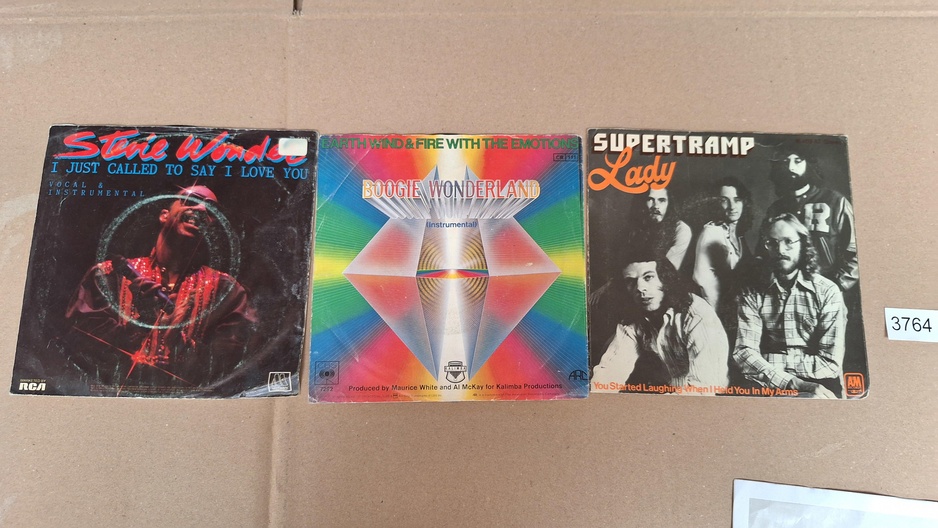 Stevie Wonder
I JUST CALLED TO SAY I LOVE YOU
VOCAL &
INSTRUMENTAL
RCA
EARTH WIND & FIRE WITH THE EMOTIONS
BOOGIE WONDERLAND
(Instrumental)
CBS
Produced by Maurice White and Al McKay for Kalimba Productions
ARC
SUPERTRAMP
Lady
You Started Laughing When I Held You In My Arms
A&M
3764